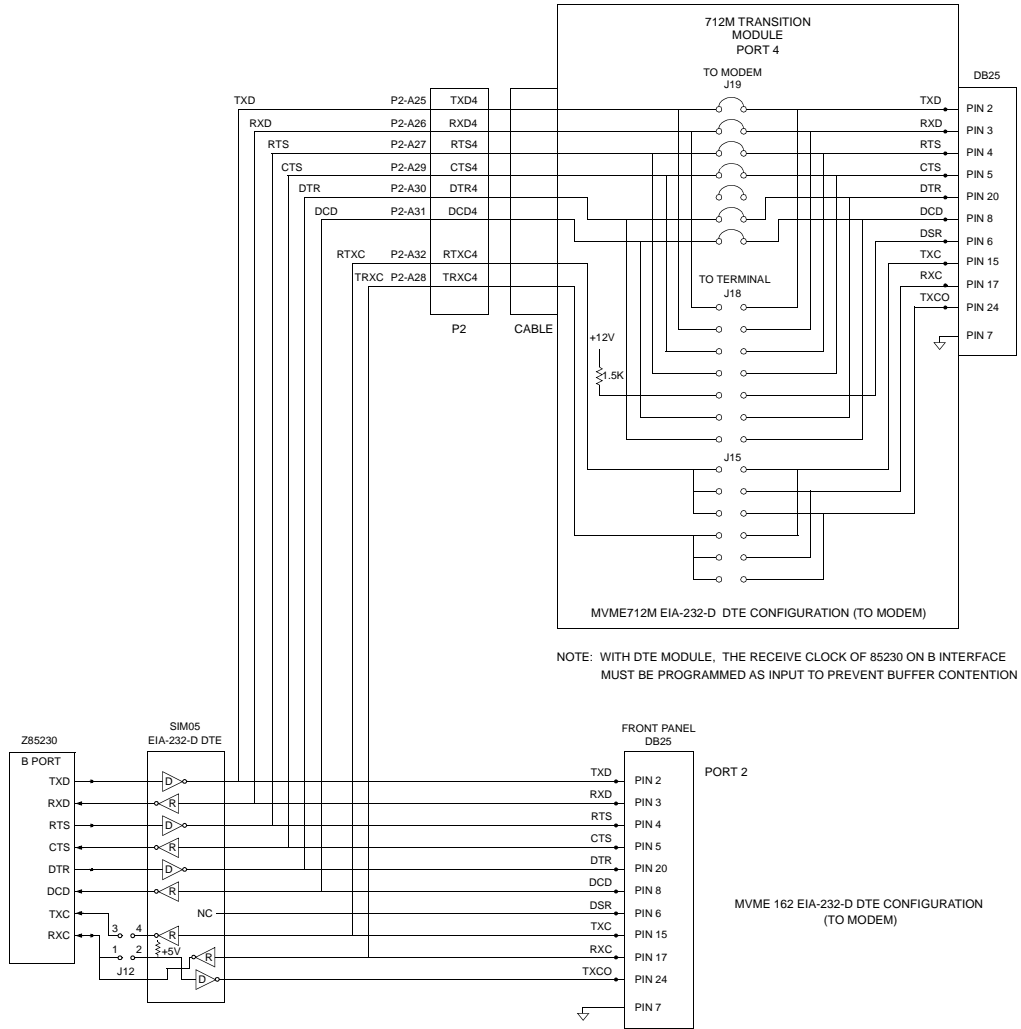 712M TRANSITION
MODULE
PORT 4
TO MODEM
J19
DB25
TXD P2-A25 TXD4 TXD PIN 2
RXD P2-A26 RXD4 RXD PIN 3
RTS P2-A27 RTS4 RTS PIN 4
CTS P2-A29 CTS4 CTS PIN 5
DTR P2-A30 DTR4 DTR PIN 20
DCD P2-A31 DCD4 DCD PIN 8
DSR PIN 6
RTXC P2-A32 RTXC4 TXC PIN 15
TRXC P2-A28 TRXC4 RXC PIN 17
TO TERMINAL
J18
TXCO PIN 24
P2 CABLE
+12V
PIN 7
1.5K
J15
MVME712M EIA-232-D DTE CONFIGURATION (TO MODEM)
NOTE: WITH DTE MODULE, THE RECEIVE CLOCK OF 85230 ON B INTERFACE
MUST BE PROGRAMMED AS INPUT TO PREVENT BUFFER CONTENTION
Z85230
B PORT
SIM05
EIA-232-D DTE
FRONT PANEL
DB25
PORT 2
TXD D TXD PIN 2
RXD R RXD PIN 3
RTS D RTS PIN 4
CTS R CTS PIN 5
DTR D DTR PIN 20
DCD R DCD PIN 8
TXC NC DSR PIN 6
RXC 3 4 R TXC PIN 15
1 2 +5V R RXC PIN 17
J12 D TXCO PIN 24
PIN 7
MVME 162 EIA-232-D DTE CONFIGURATION
(TO MODEM)